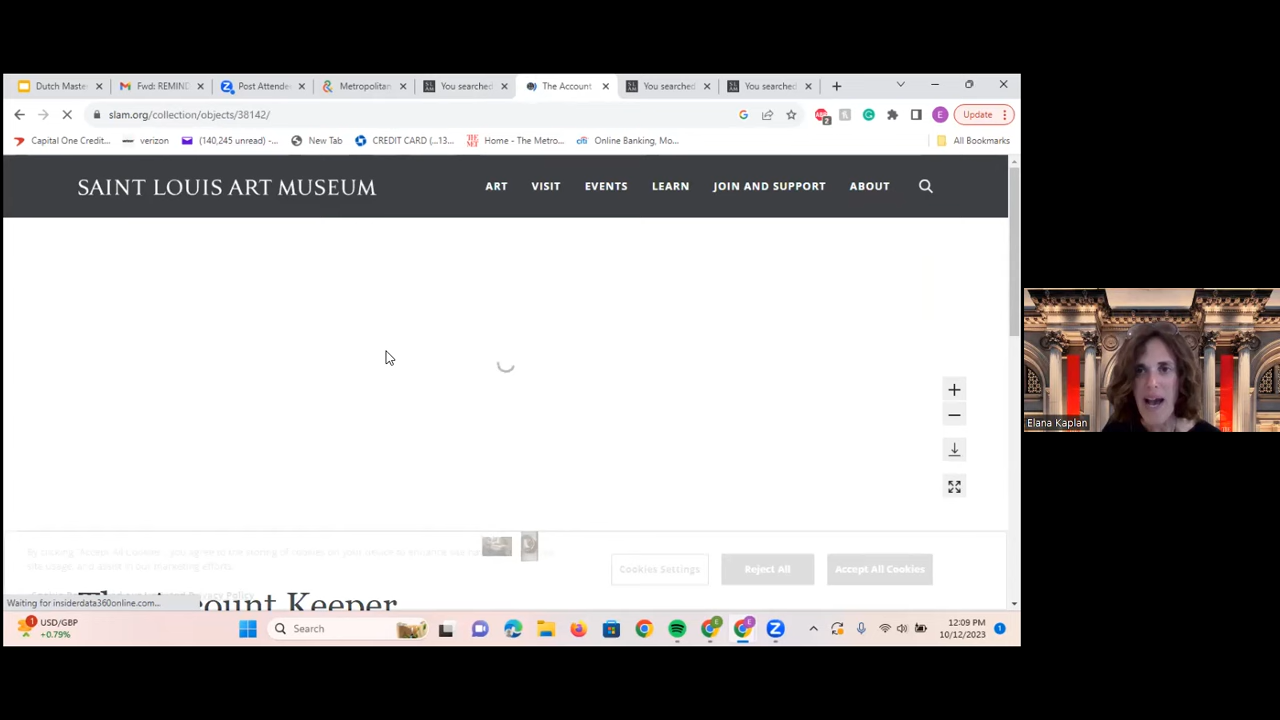 Dutch Maste
Fwd: REMIND
Post Attende
Metropolitan
You searched
The Account
You searched
You searched
slam.org/collection/objects/38142/
Update
Capital One Credit...
verizon
(140,245 unread) -...
New Tab
CREDIT CARD (...13...
Home - The Metro...
Online Banking, Mo...
All Bookmarks
SAINT LOUIS ART MUSEUM
ART
VISIT
EVENTS
LEARN
JOIN AND SUPPORT
ABOUT
Elana Kaplan
Cookies Settings
Reject All
Accept All Cookies
Waiting for insiderdata360online.com...
ount Keeper
USD/GBP
+0.79%
Search
12:09 PM
10/12/2023